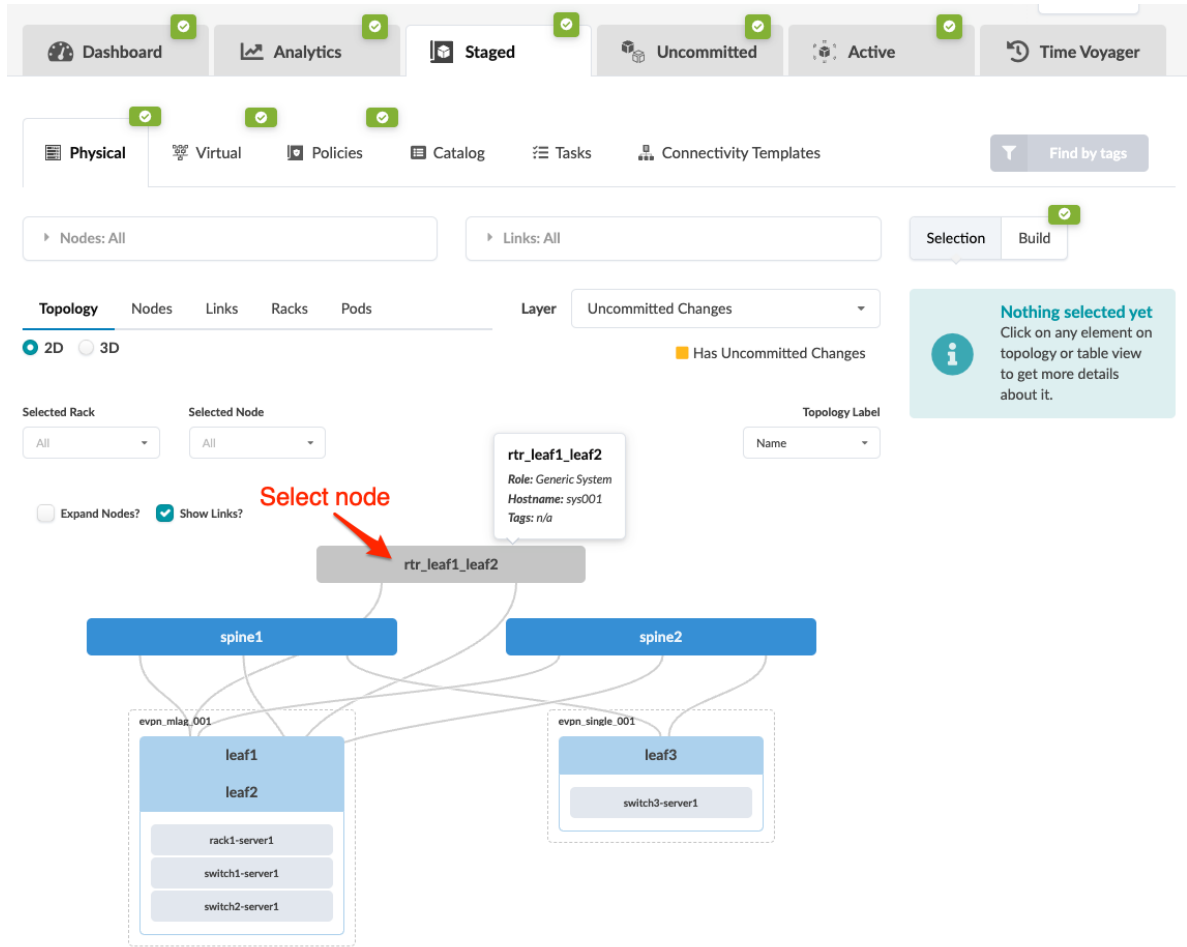 Dashboard
Analytics
Staged
Uncommitted
Active
Time Voyager
Physical
Virtual
Policies
Catalog
Tasks
Connectivity Templates
Find by tags
Nodes: All
Links: All
Selection
Build
Topology
Nodes
Links
Racks
Pods
Layer
Uncommitted Changes
Nothing selected yet
Click on any element on
topology or table view
to get more details
about it.
2D
3D
Has Uncommitted Changes
Selected Rack
Selected Node
Topology Label
All
All
Name
rtr_leaf1_leaf2
Role: Generic System
Hostname: sys001
Tags: n/a
Select node
Expand Nodes?
Show Links?
rtr_leaf1_leaf2
spine1
spine2
evpn_mlag_001
evpn_single_001
leaf1
leaf3
leaf2
switch3-server1
rack1-server1
switch1-server1
switch2-server1